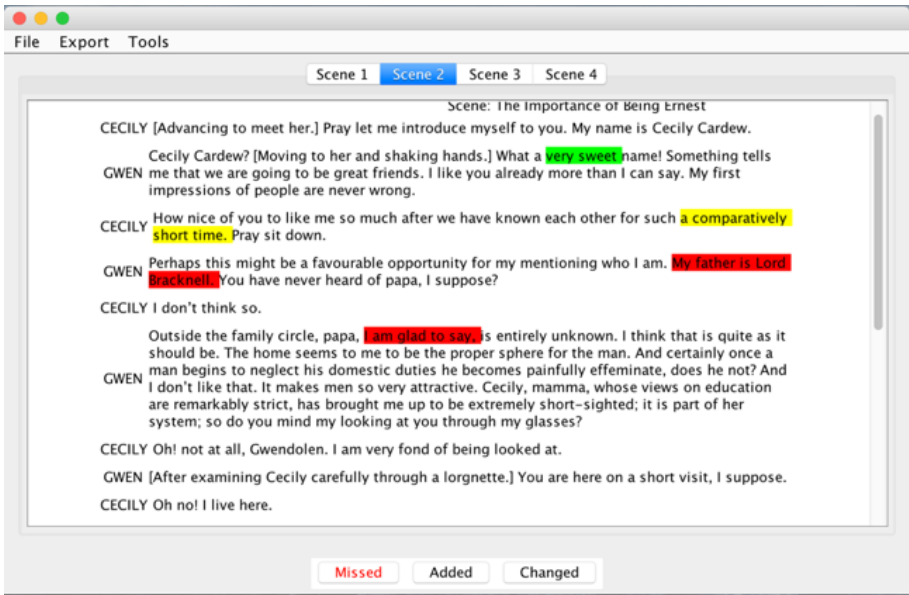 File Export Tools
Scene 1 Scene 2 Scene 3 Scene 4
Scene: The Importance of Being Ernest
CECILY [Advancing to meet her.] Pray let me introduce myself to you. My name is Cecily Cardew.
Cecily Cardew? [Moving to her and shaking hands.] What a very sweet name! Something tells
GWEN me that we are going to be great friends. I like you already more than I can say. My first
impressions of people are never wrong.
How nice of you to like me so much after we have known each other for such a comparatively
CECILY short time. Pray sit down.
Perhaps this might be a favourable opportunity for my mentioning who I am. My father is Lord
GWEN Bracknell. You have never heard of papa, I suppose?
CECILY I don't think so.
Outside the family circle, papa, I am glad to say, is entirely unknown. I think that is quite as it
should be. The home seems to me to be the proper sphere for the man. And certainly once a
GWEN man begins to neglect his domestic duties he becomes painfully effeminate, does he not? And
I don't like that. It makes men so very attractive. Cecily, mamma, whose views on education
are remarkably strict, has brought me up to be extremely short-sighted; it is part of her
system; so do you mind my looking at you through my glasses?
CECILY Oh! not at all, Gwendolen. I am very fond of being looked at.
GWEN [After examining Cecily carefully through a lorgnette.] You are here on a short visit, I suppose.
CECILY Oh no! I live here.
Missed Added Changed